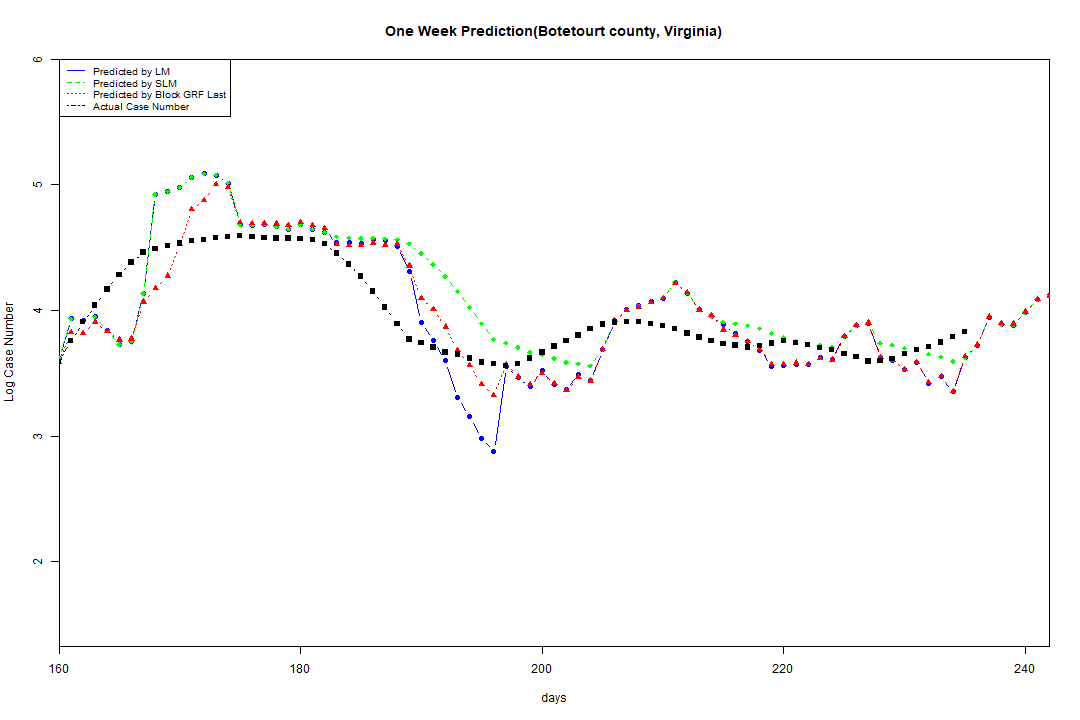 One Week Prediction(Botetourt county, Virginia)
Predicted by LM
Predicted by SLM
Predicted by Block GRF Last
Actual Case Number
6
5
4
3
2
Log Case Number
160 180 200 220 240
days